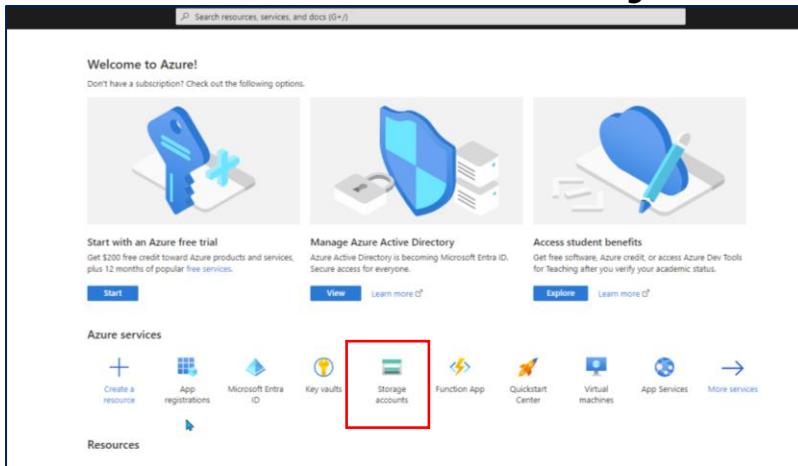 Search resources, services, and docs (G+/)
Welcome to Azure!
Don't have a subscription? Check out the following options.
Start with an Azure free trial
Get $200 free credit toward Azure products and services,
plus 12 months of popular free services.
Start
Manage Azure Active Directory
Azure Active Directory is becoming Microsoft Entra ID.
Secure access for everyone.
View Learn more
Access student benefits
Get free software, Azure credit, or access Azure Dev Tools
for Teaching after you verify your academic status.
Explore Learn more
Azure services
Create a
resource
App
registrations
Microsoft Entra
ID
Key vaults
Storage
accounts
Function App
Quickstart
Center
Virtual
machines
App Services
More services
Resources